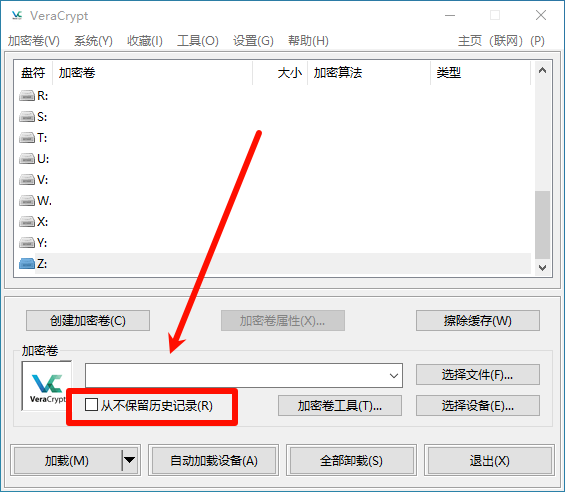 VeraCrypt
加密卷(V) 系统(Y) 收藏(I) 工具(O) 设置(G) 帮助(H) 主页（联网）(P)
盘符 加密卷 大小 加密算法 类型
R:
S:
T:
U:
V:
W.
X:
Y:
Z:
创建加密卷(C) 加密卷属性(X)... 擦除缓存(W)
加密卷
选择文件(F)...
VeraCrypt
从不保留历史记录(R) 加密卷工具(T)... 选择设备(E)...
加载(M) 自动加载设备(A) 全部卸载(S) 退出(X)